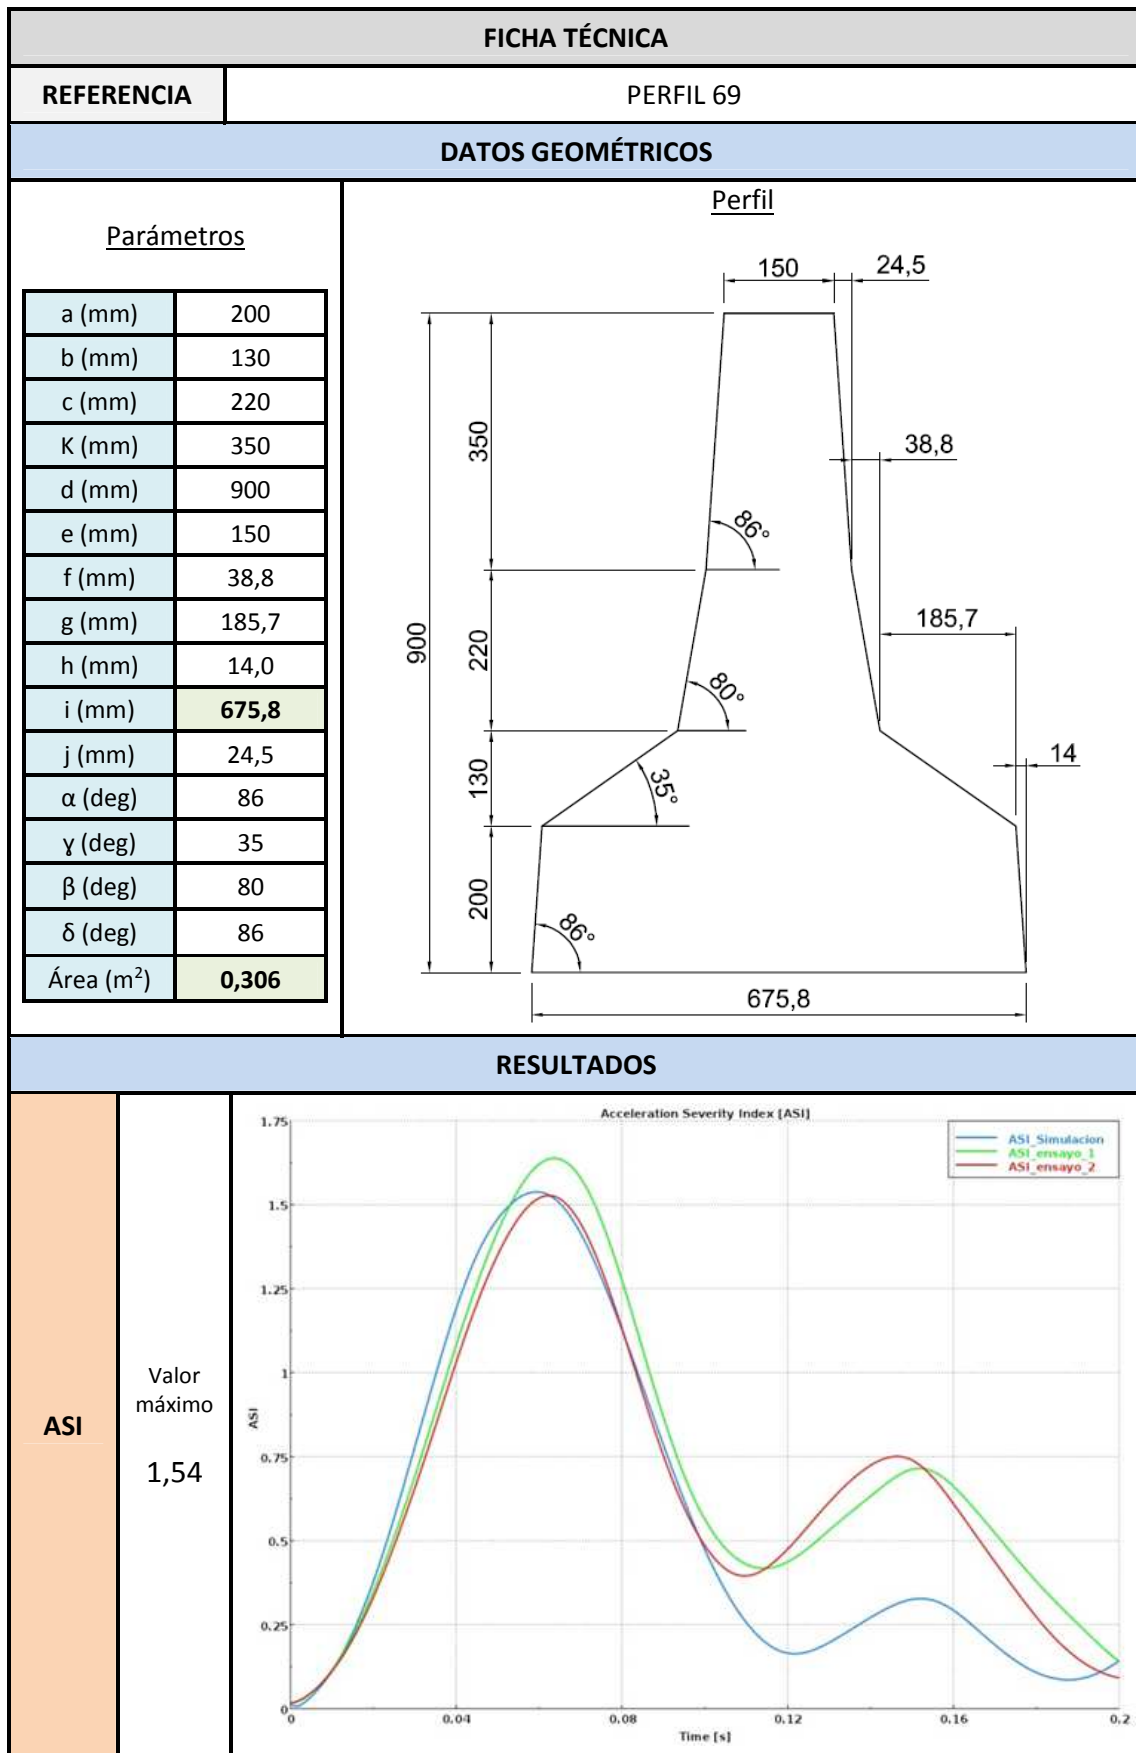 FICHA TÉCNICA
REFERENCIA PERFIL 69
DATOS GEOMÉTRICOS
Parámetros
a (mm) 200
b (mm) 130
c (mm) 220
K (mm) 350
d (mm) 900
e (mm) 150
f (mm) 38,8
g (mm) 185,7
h (mm) 14,0
i (mm) 675,8
j (mm) 24,5
α (deg) 86
γ (deg) 35
β (deg) 80
δ (deg) 86
Área (m²) 0,306
Perfil
150 24,5
350
38,8
86°
900
220
185,7
80°
14
130
35°
200
86°
675,8
RESULTADOS
ASI
Valor
máximo
1,54
Acceleration Severity Index [ASI]
ASI_Simulacion
ASI_ensayo_1
ASI_ensayo_2
1.75
1.5
1.25
1
0.75
0.5
0.25
0
ASI
0 0.04 0.08 0.12 0.16 0.2
Time [s]